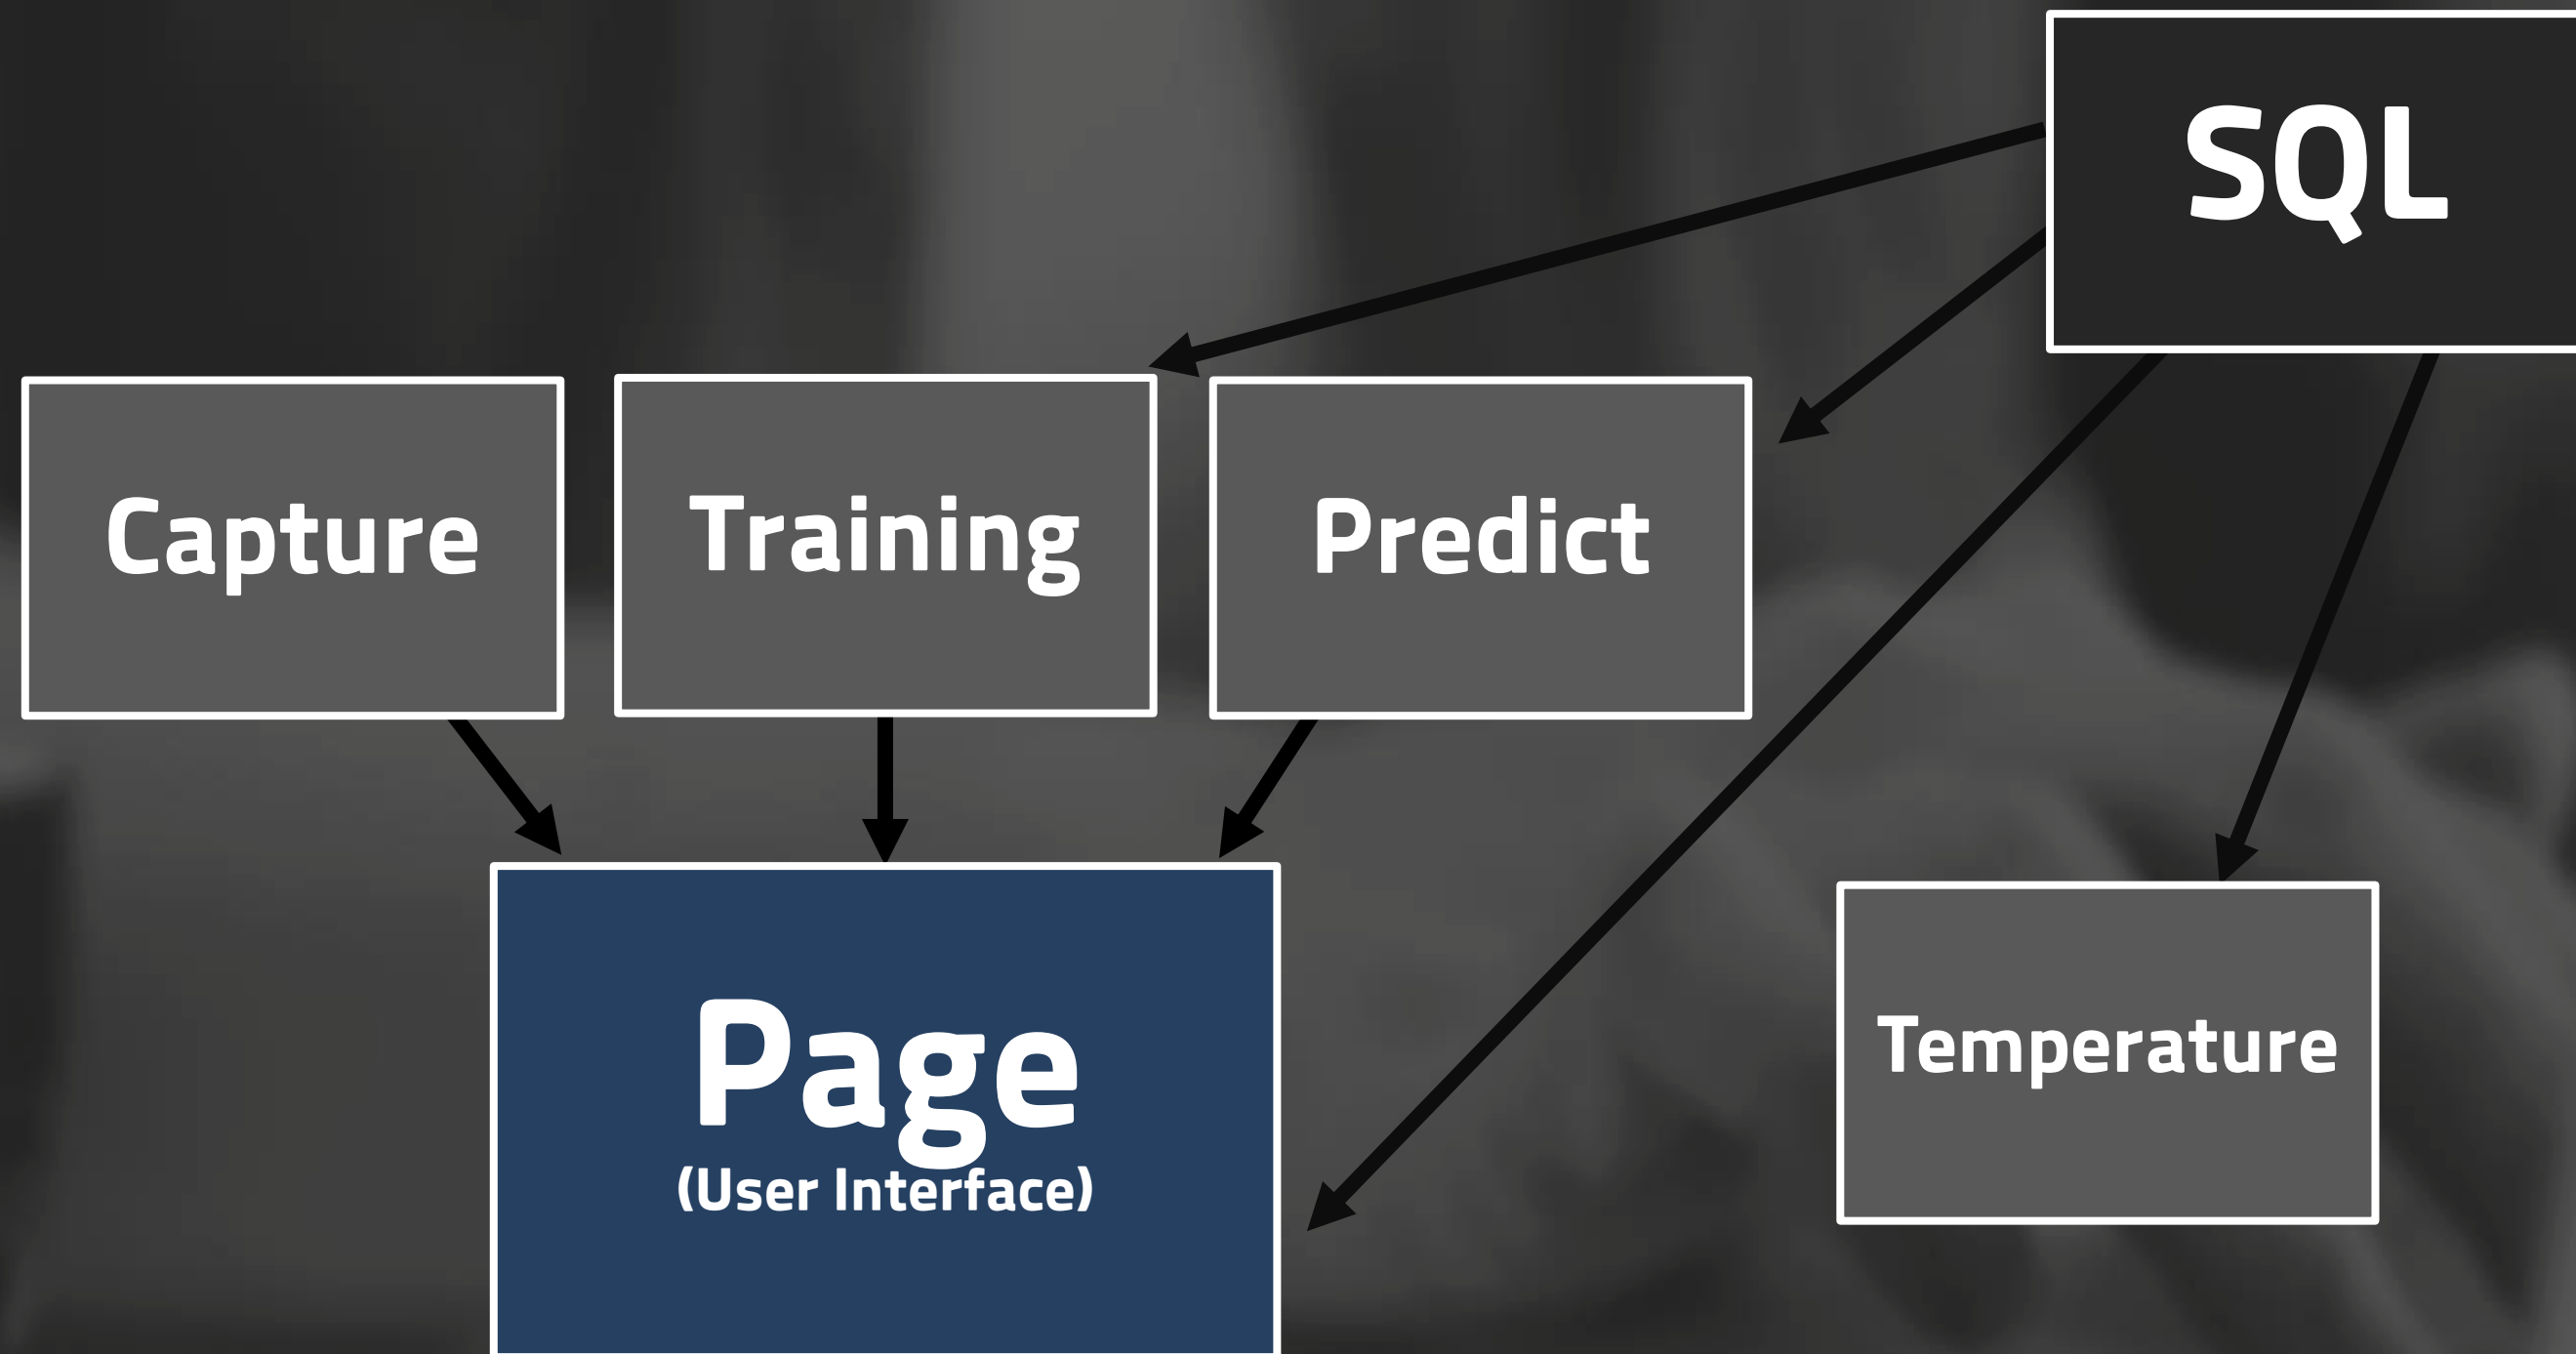 SQL
Capture
Training
Predict
Page
(User Interface)
Temperature